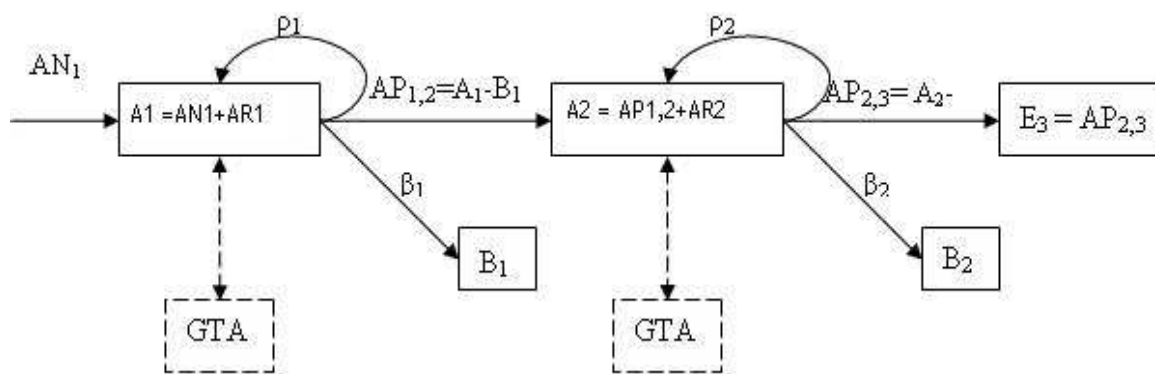 ρ1
ρ2
AN₁
A1 =AN1+AR1
AP₁,₂=A₁-B₁
A2 = AP1,2+AR2
AP₂,₃= A₂-
E₃ = AP₂,₃
β₁
β₂
B₁
B₂
GTA
GTA